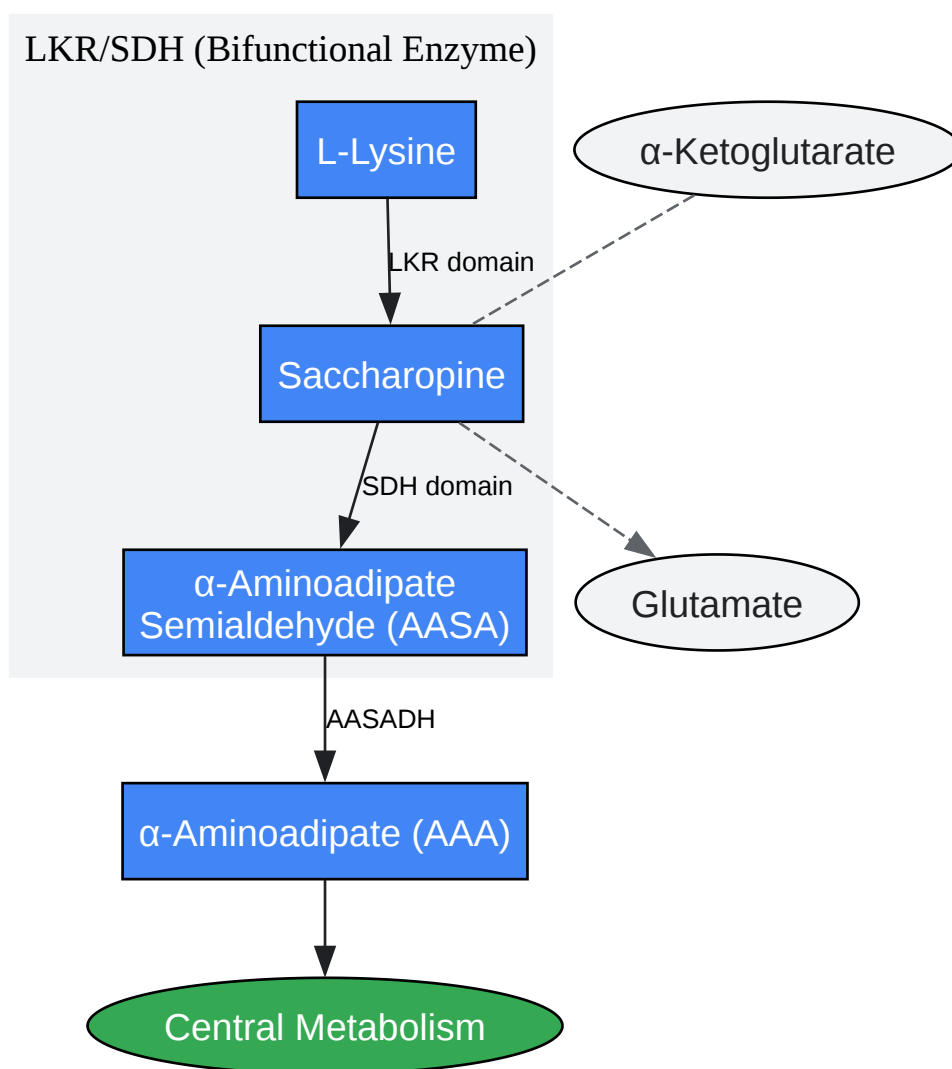 LKR/SDH (Bifunctional Enzyme)
L-Lysine
α-Ketoglutarate
LKR domain
Saccharopine
SDH domain
α-Aminoadipate
Semialdehyde (AASA)
Glutamate
AASADH
α-Aminoadipate (AAA)
Central Metabolism